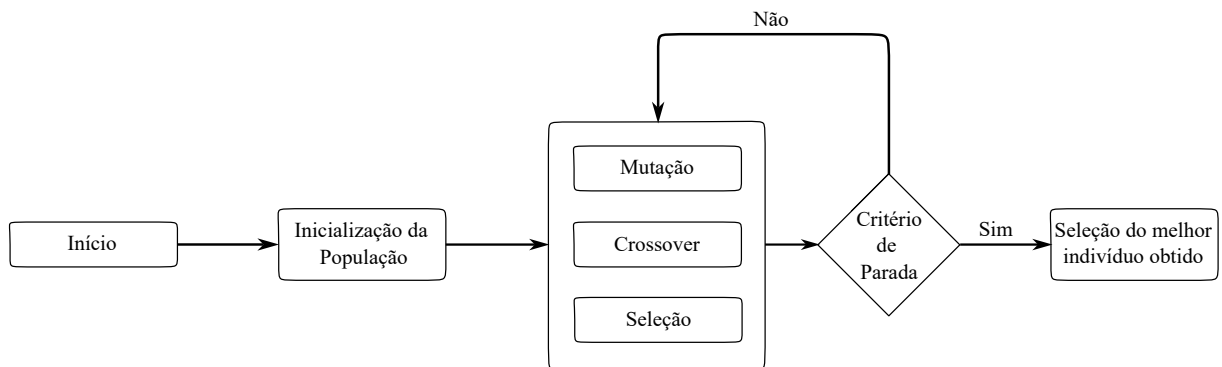 Não
Mutação
Início
Inicialização da
População
Crossover
Critério
de
Parada
Sim
Seleção do melhor
indivíduo obtido
Seleção